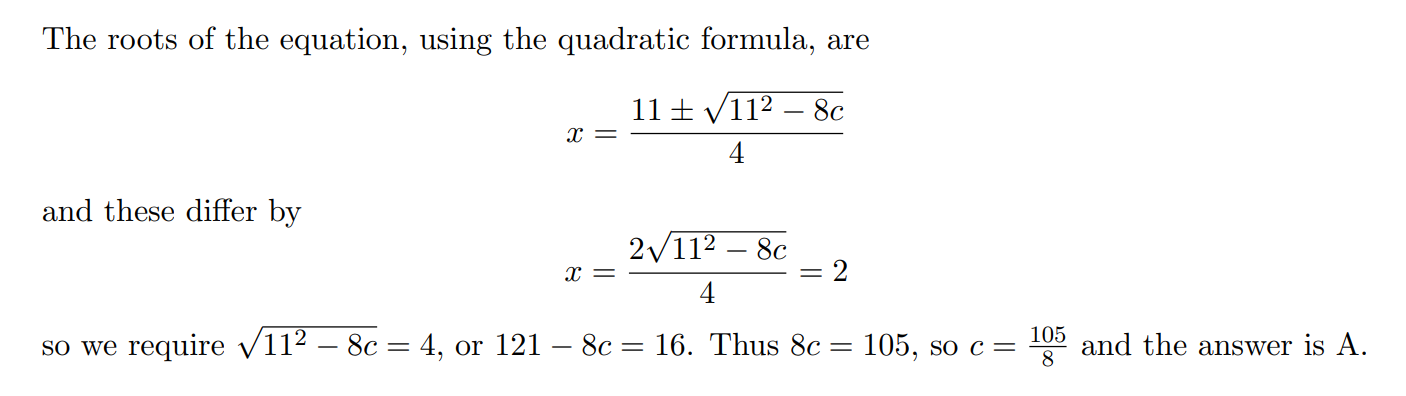 The roots of the equation, using the quadratic formula, are
x = \frac{11 \pm \sqrt{11^2 - 8c}}{4}
and these differ by
x = \frac{2\sqrt{11^2 - 8c}}{4} = 2
so we require \sqrt{11^2 - 8c} = 4, or 121 − 8c = 16. Thus 8c = 105, so c = \frac{105}{8} and the answer is A.